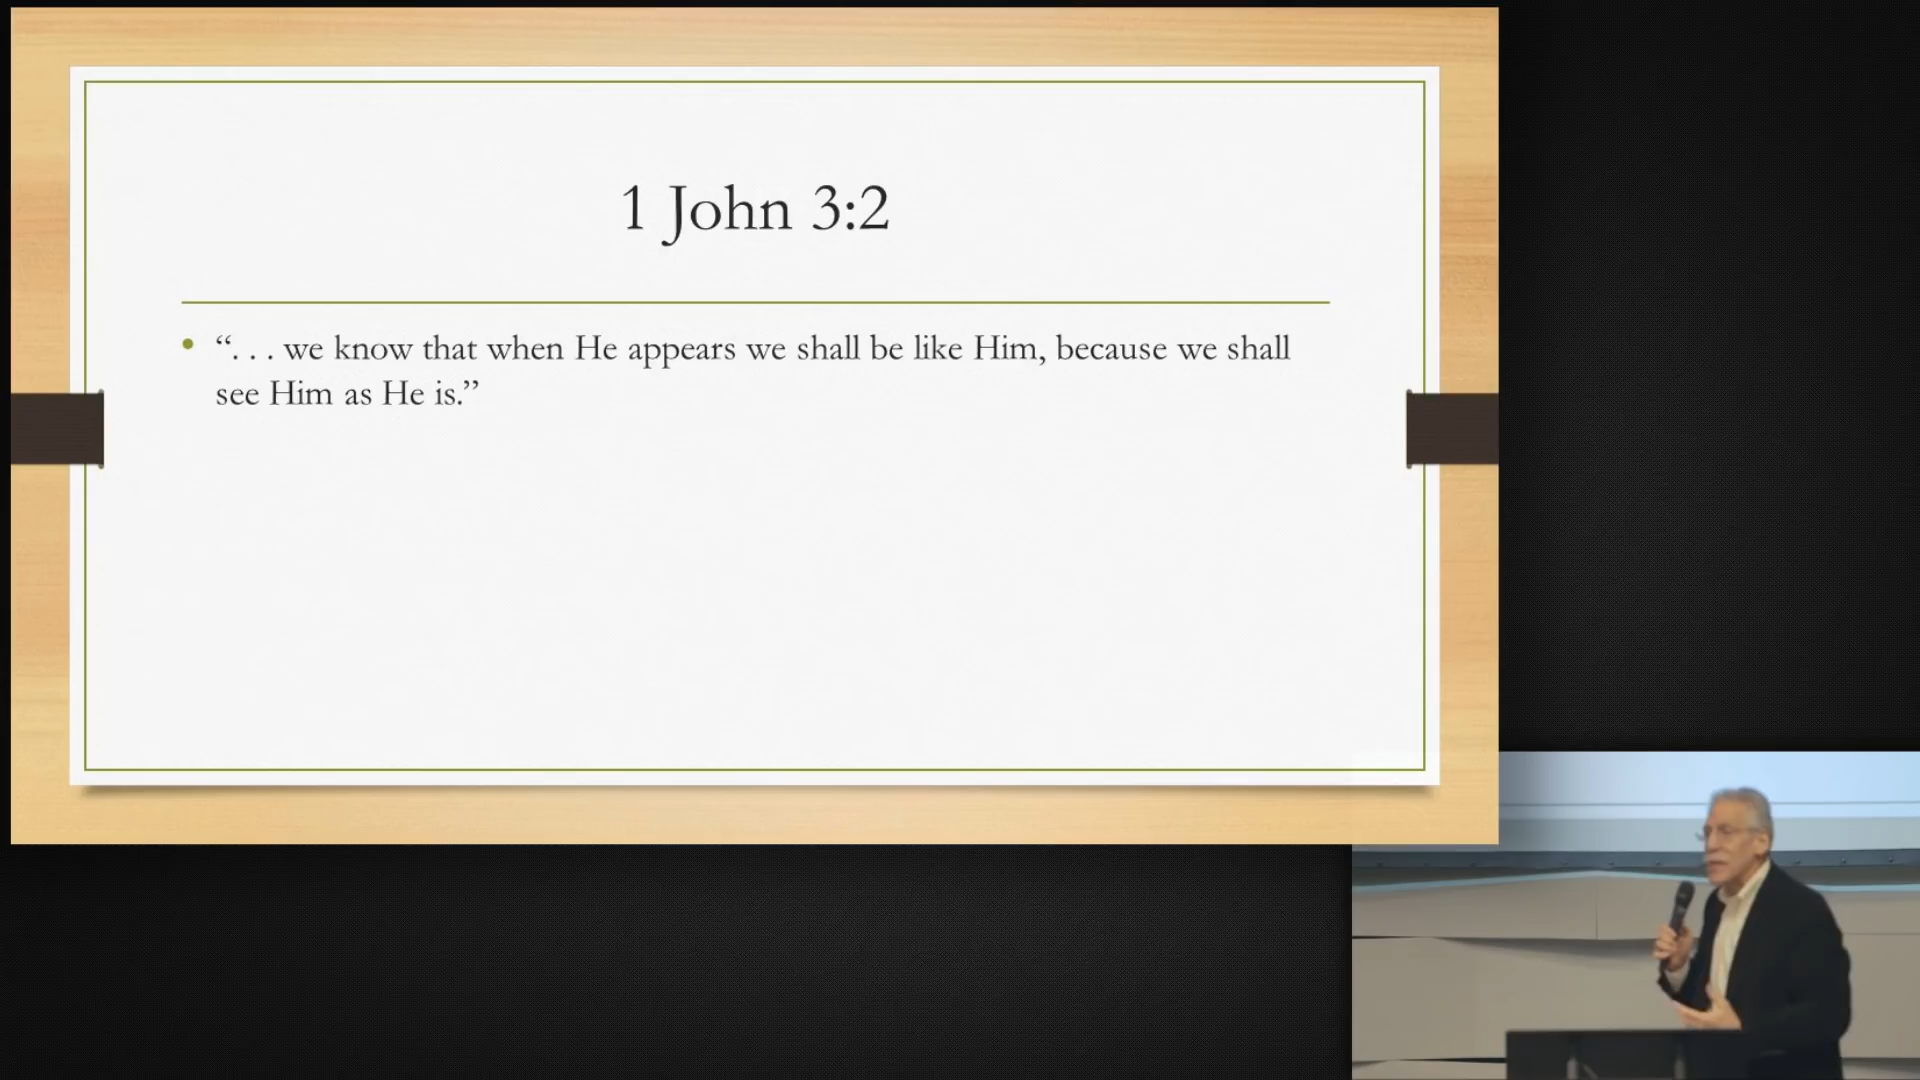 1 John 3:2
• “. . . we know that when He appears we shall be like Him, because we shall
see Him as He is.”